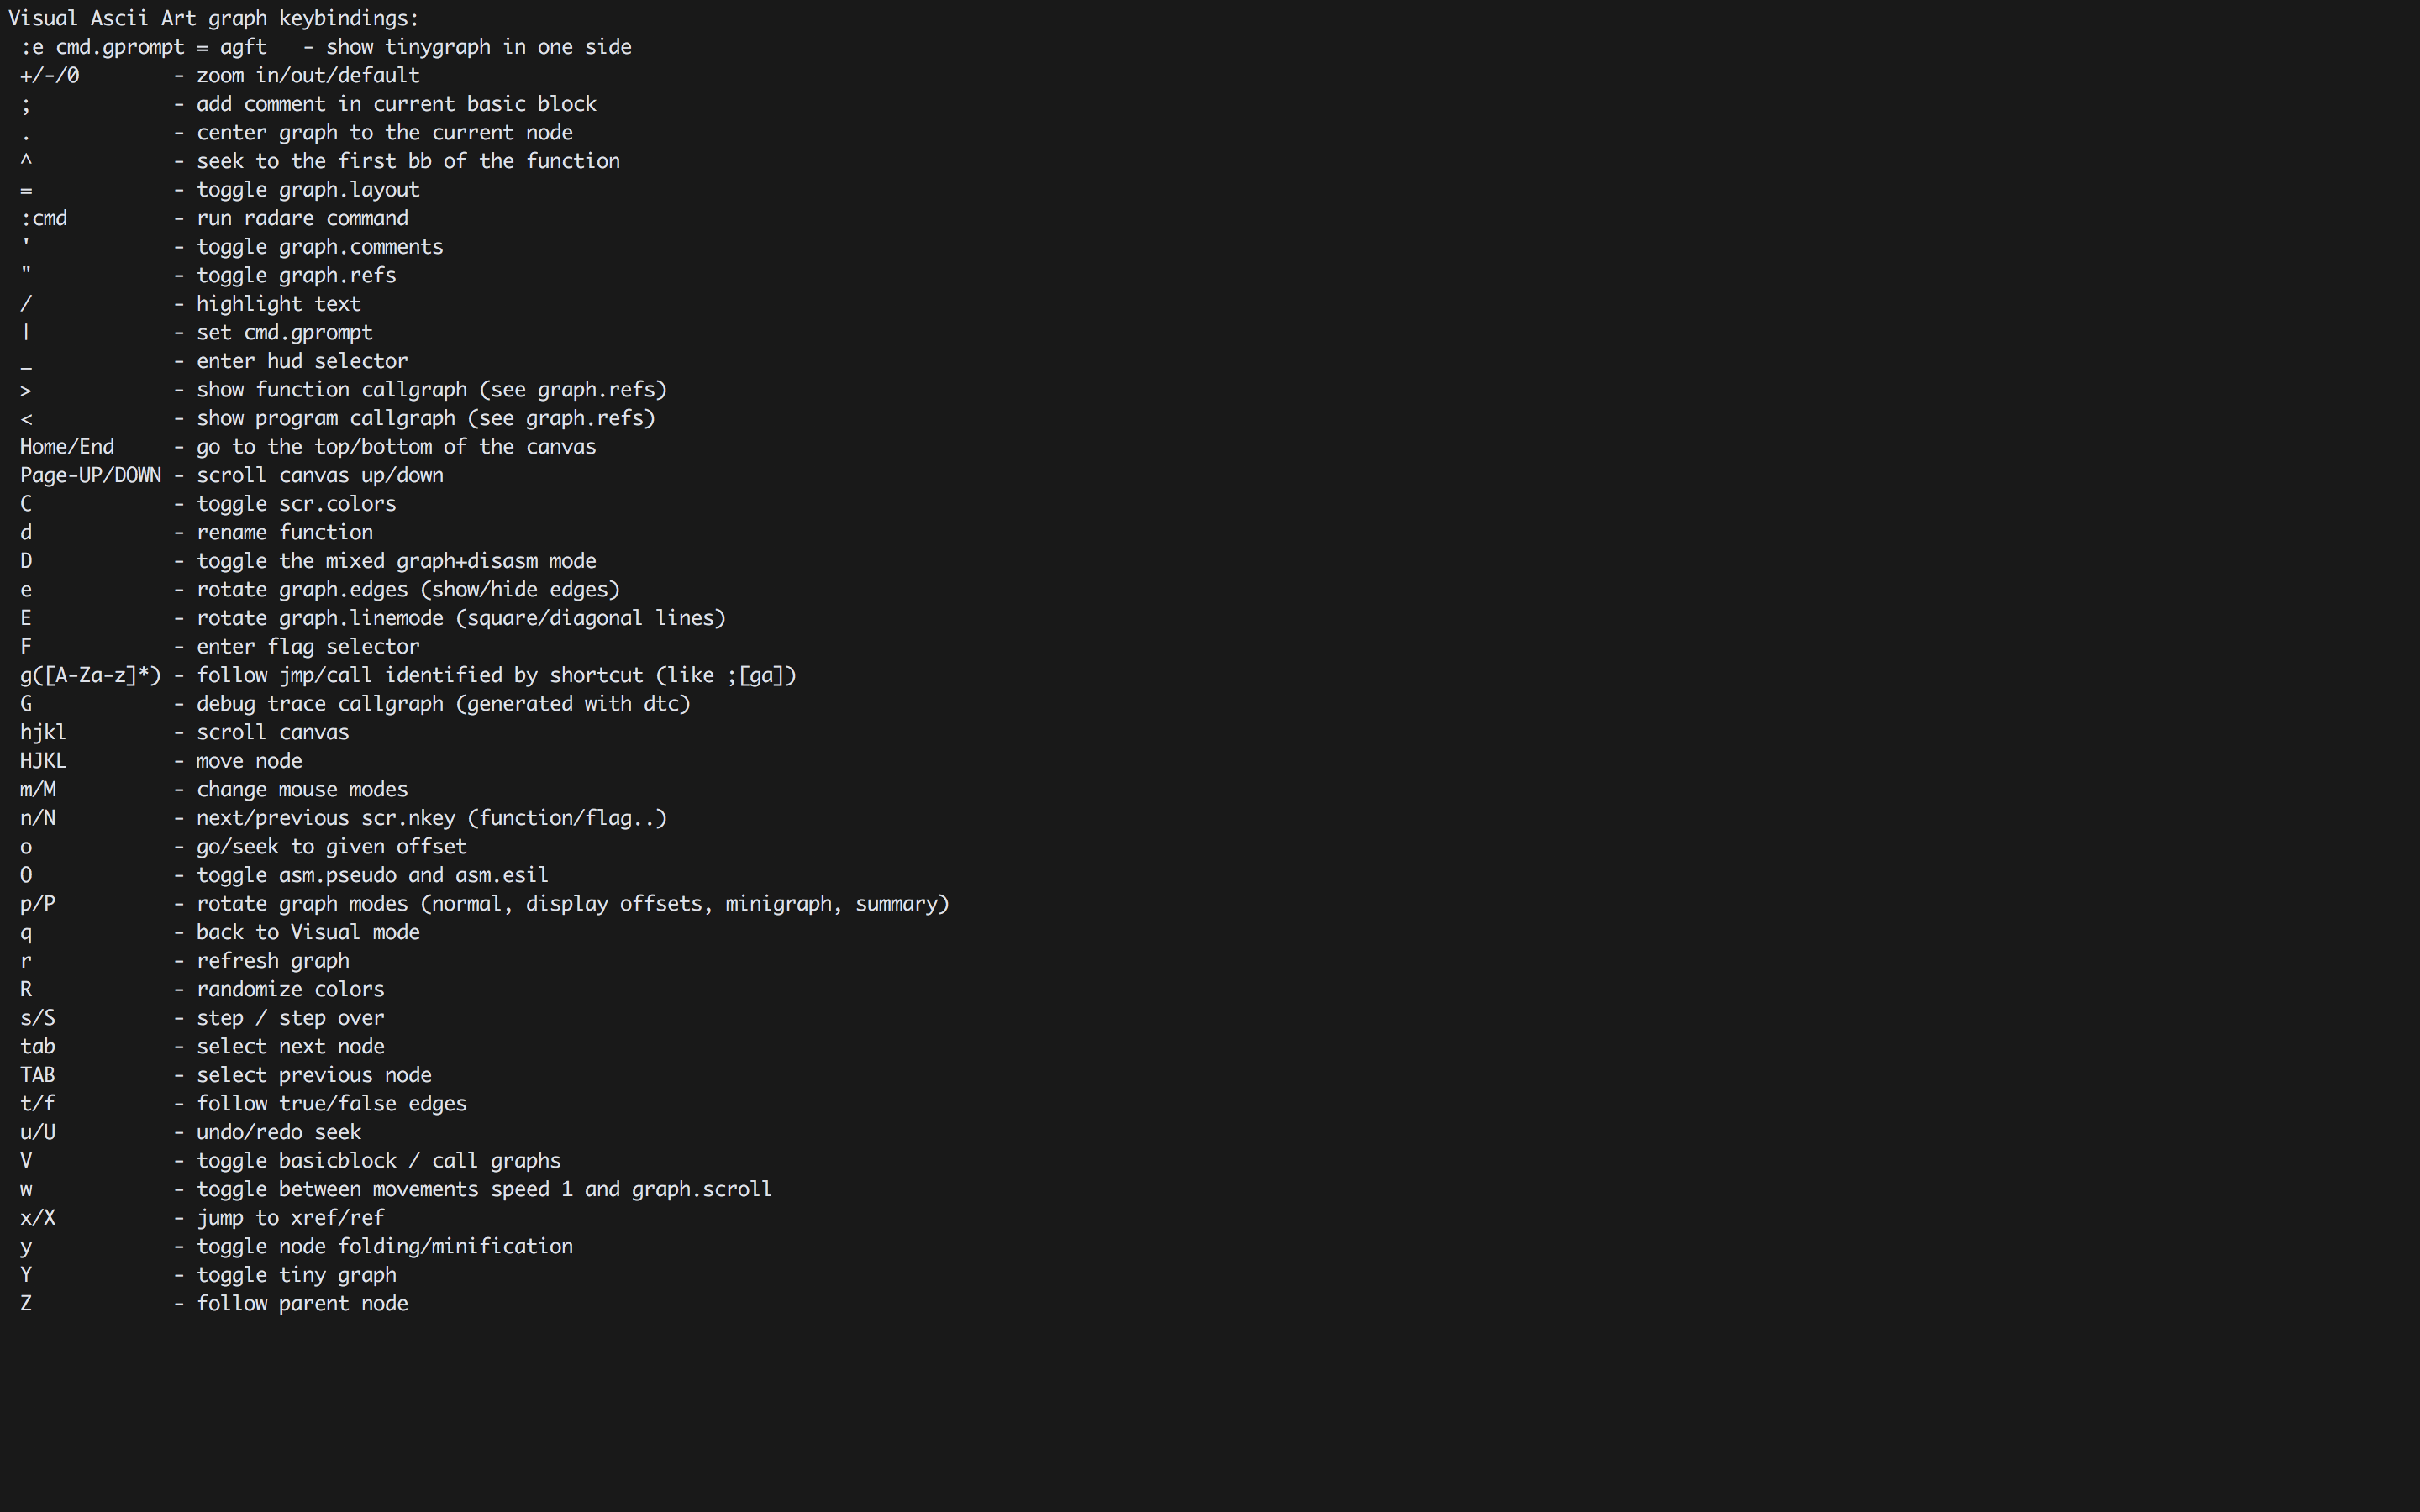 Visual Ascii Art graph keybindings:
 :e cmd.gprompt = agft   - show tinygraph in one side
 +/-/0        - zoom in/out/default
 ;            - add comment in current basic block
 .            - center graph to the current node
 ^            - seek to the first bb of the function
 =            - toggle graph.layout
 :cmd         - run radare command
 '            - toggle graph.comments
 "            - toggle graph.refs
 /            - highlight text
 |            - set cmd.gprompt
 _            - enter hud selector
 >            - show function callgraph (see graph.refs)
 <            - show program callgraph (see graph.refs)
 Home/End     - go to the top/bottom of the canvas
 Page-UP/DOWN - scroll canvas up/down
 C            - toggle scr.colors
 d            - rename function
 D            - toggle the mixed graph+disasm mode
 e            - rotate graph.edges (show/hide edges)
 E            - rotate graph.linemode (square/diagonal lines)
 F            - enter flag selector
 g([A-Za-z]*) - follow jmp/call identified by shortcut (like ;[ga])
 G            - debug trace callgraph (generated with dtc)
 hjkl         - scroll canvas
 HJKL         - move node
 m/M          - change mouse modes
 n/N          - next/previous scr.nkey (function/flag..)
 o            - go/seek to given offset
 O            - toggle asm.pseudo and asm.esil
 p/P          - rotate graph modes (normal, display offsets, minigraph, summary)
 q            - back to Visual mode
 r            - refresh graph
 R            - randomize colors
 s/S          - step / step over
 tab          - select next node
 TAB          - select previous node
 t/f          - follow true/false edges
 u/U          - undo/redo seek
 V            - toggle basicblock / call graphs
 w            - toggle between movements speed 1 and graph.scroll
 x/X          - jump to xref/ref
 y            - toggle node folding/minification
 Y            - toggle tiny graph
 Z            - follow parent node